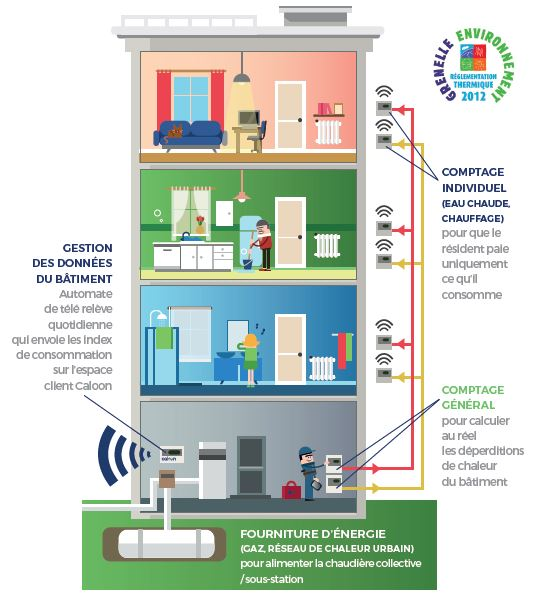 GRENELLE ENVIRONNEMENT
RÉGLEMENTATION
THERMIQUE
2012
COMPTAGE
INDIVIDUEL
(EAU CHAUDE,
CHAUFFAGE)
pour que le
résident paie
uniquement
ce qu'il
consomme
GESTION
DES DONNÉES
DU BÂTIMENT
Automate
de télé relève
quotidienne
qui envoie les index
de consommation
sur l'espace
client Caloon
COMPTAGE
GÉNÉRAL
pour calculer
au réel
les déperditions
de chaleur
du bâtiment
FOURNITURE D'ÉNERGIE
(GAZ, RÉSEAU DE CHALEUR URBAIN)
pour alimenter la chaudière collective
/sous-station